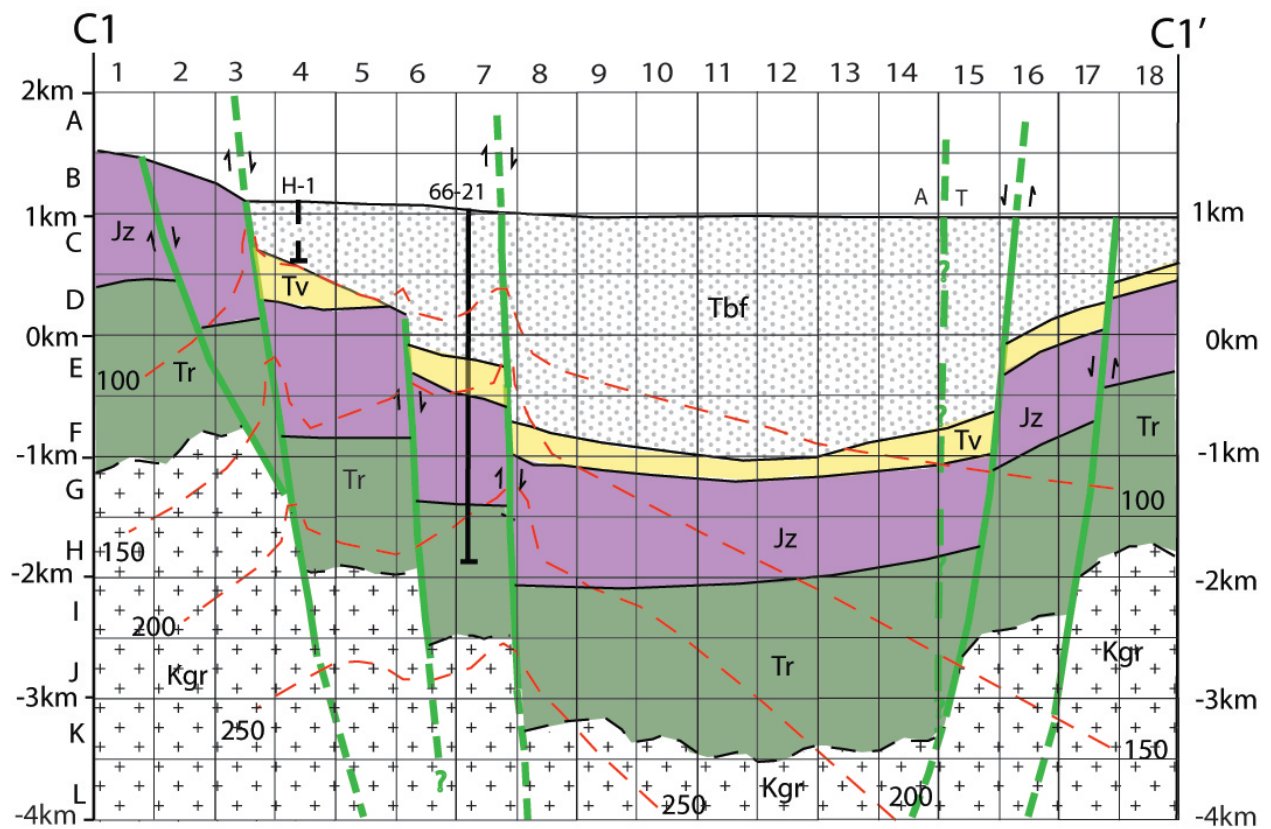 C1 C1’
1 2 3 4 5 6 7 8 9 10 11 12 13 14 15 16 17 18
2km
A
B
H-1 66-21
A T
1km 1km
Jz
C
?
Tv
D
Tbf
0km 0km
E
100 Tr
?
F
Tv Jz Tr
-1km -1km
G
Tr
100
H
150
Jz
-2km -2km
I
200
J
Kgr Tr Kgr
-3km -3km
K
250
150
?
L
250 Kgr 200
-4km -4km